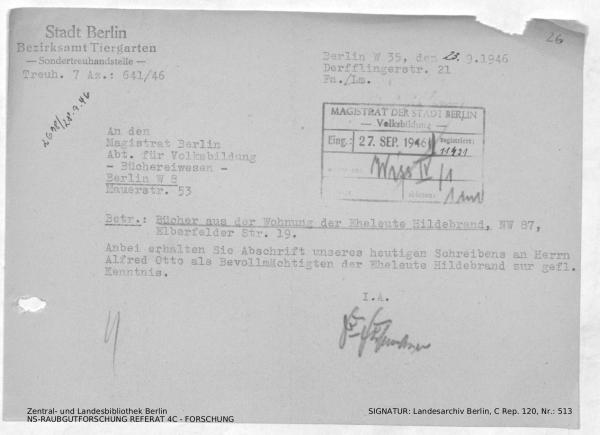 Stadt Berlin
Bezirksamt Tiergarten
— Sondertreuhandstelle —
Treuh. 7 Az.: 641/46
26
Berlin W 35, den 23.9.1946
Derfflingerstr. 21
Fn./Lm.
MAGISTRAT DER STADT BERLIN
— Volksbildung —
Eing.: 27. SEP. 1946
registriert:
11421
An den
Magistrat Berlin
Abt. für Volksbildung
- Büchereiwesen -
Berlin W 8
Mauerstr. 53
Betr.: Bücher aus der Wohnung der Eheleute Hildebrand, NW 87,
Elberfelder Str. 19.
Anbei erhalten Sie Abschrift unseres heutigen Schreibens an Herrn
Alfred Otto als Bevollmächtigten der Eheleute Hildebrand zur gefl.
Kenntnis.
I.A.
Zentral- und Landesbibliothek Berlin
NS-RAUBGUTFORSCHUNG REFERAT 4C - FORSCHUNG
SIGNATUR: Landesarchiv Berlin, C Rep. 120, Nr.: 513